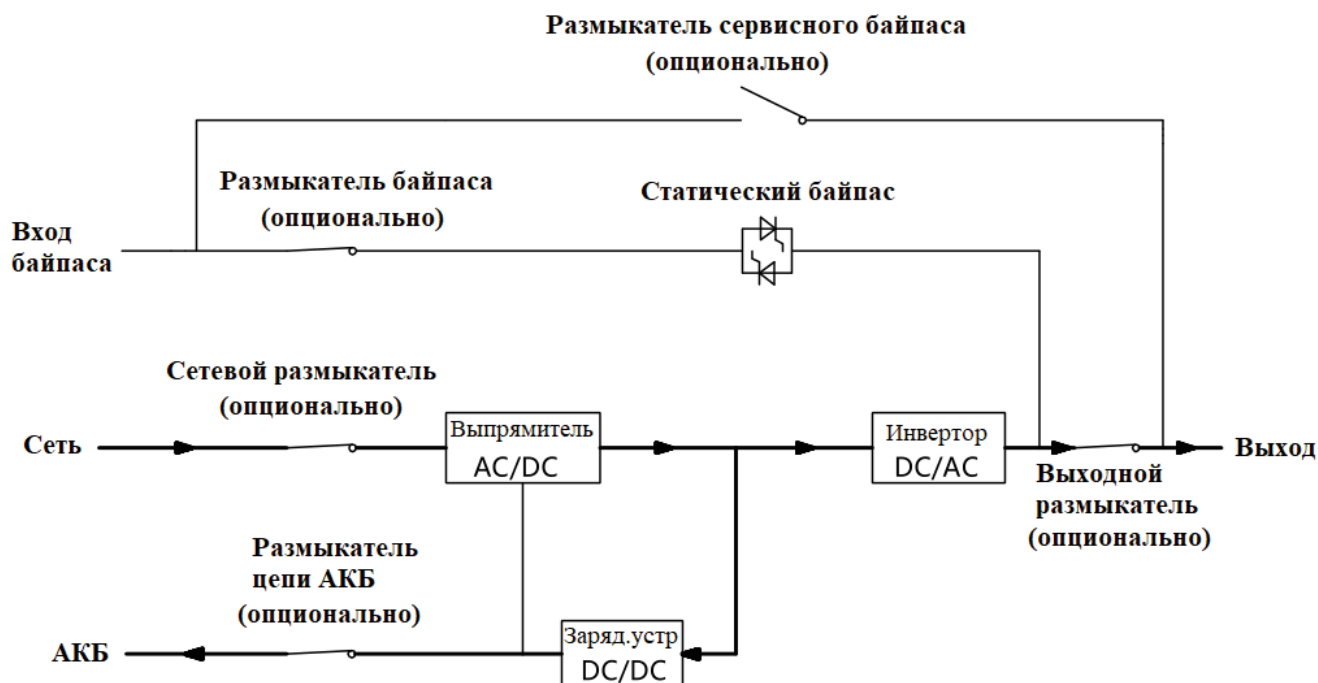 Размыкатель сервисного байпаса
(опционально)
Размыкатель байпаса
(опционально)
Статический байпас
Вход
байпаса
Сетевой размыкатель
(опционально)
Сеть
Выпрямитель
AC/DC
Инвертор
DC/AC
Выход
Выходной
размыкатель
(опционально)
Размыкатель
цепи АКБ
(опционально)
АКБ
Заряд.устр
DC/DC